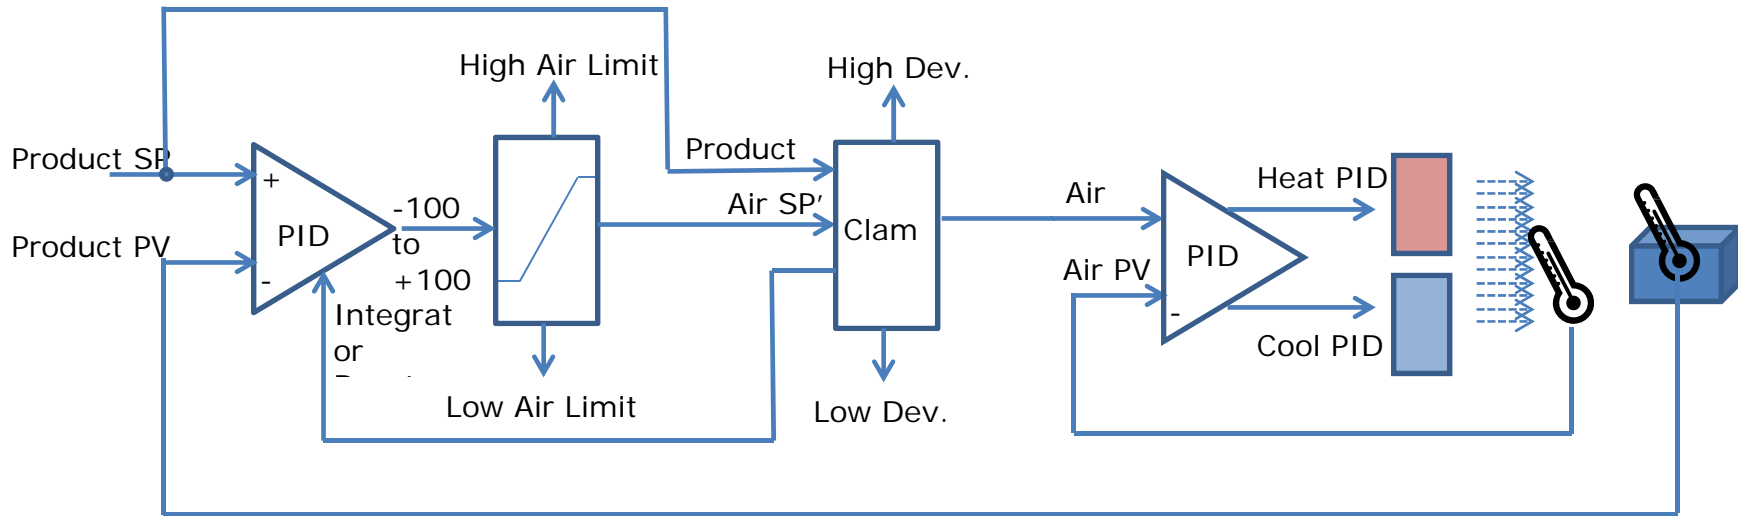 High Air Limit
High Dev.
Product SP
Product
Heat PID
+
-100
Air SP'
Air
PID
to
Clam
Product PV
-
+100
Air PV
PID
-
Integrat
or
Cool PID
Low Air Limit
Low Dev.